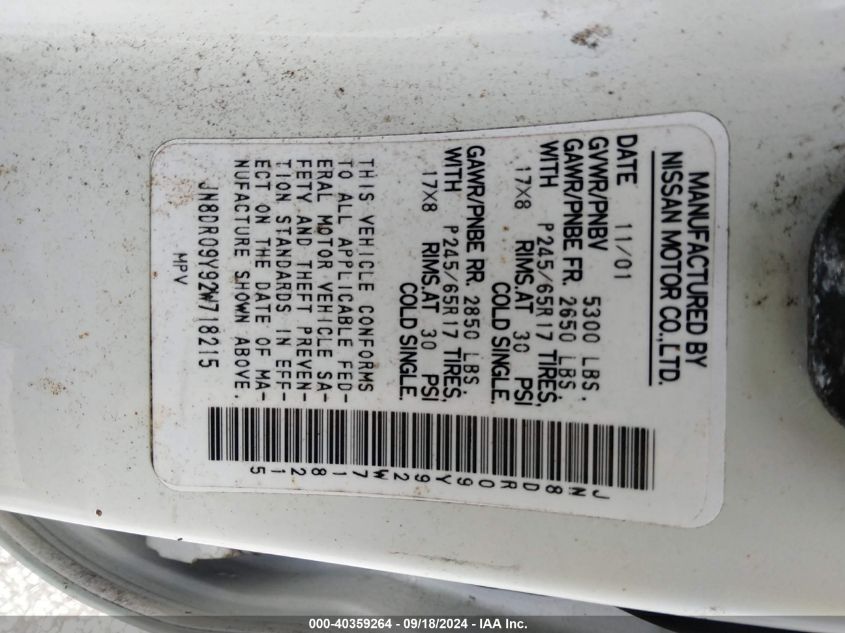 MANUFACTURED BY
NISSAN MOTOR CO.,LTD.
DATE 11/01
GVWR/PNBV 5300 LBS.
GAWR/PNBE FR. 2650 LBS.
WITH P245/65R17 TIRES,
17X8 RIMS.AT 30 PSI
COLD SINGLE.
GAWR/PNBE RR. 2850 LBS.
WITH P245/65R17 TIRES,
17X8 RIMS.AT 30 PSI
COLD SINGLE.
THIS VEHICLE CONFORMS
TO ALL APPLICABLE FED-
ERAL MOTOR VEHICLE SA-
FETY AND THEFT PREVEN-
TION STANDARDS IN EFF-
ECT ON THE DATE OF MA-
NUFACTURE SHOWN ABOVE.
JN8DR09Y92W718215
MPV
JN8DR09Y92W718215
000-40359264 - 09/18/2024 - IAA Inc.